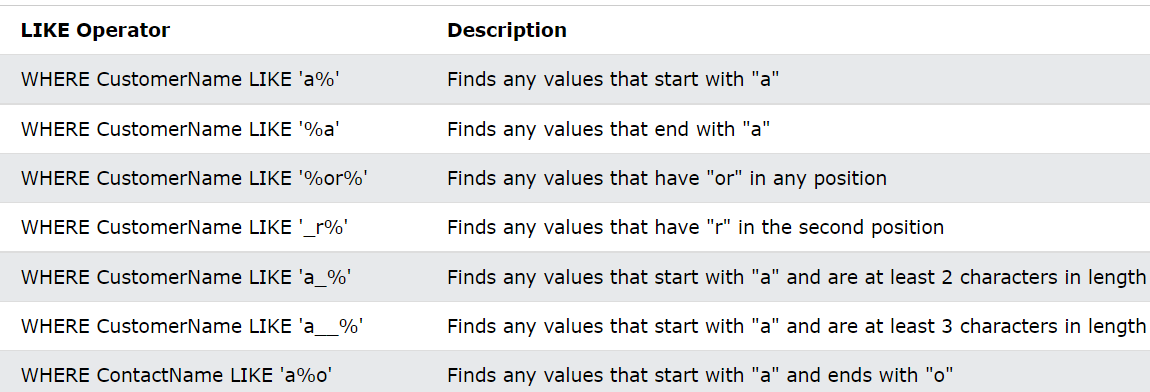 LIKE Operator Description
WHERE CustomerName LIKE 'a%' Finds any values that start with "a"
WHERE CustomerName LIKE '%a' Finds any values that end with "a"
WHERE CustomerName LIKE '%or%' Finds any values that have "or" in any position
WHERE CustomerName LIKE '_r%' Finds any values that have "r" in the second position
WHERE CustomerName LIKE 'a_%' Finds any values that start with "a" and are at least 2 characters in length
WHERE CustomerName LIKE 'a__%' Finds any values that start with "a" and are at least 3 characters in length
WHERE ContactName LIKE 'a%o' Finds any values that start with "a" and ends with "o"